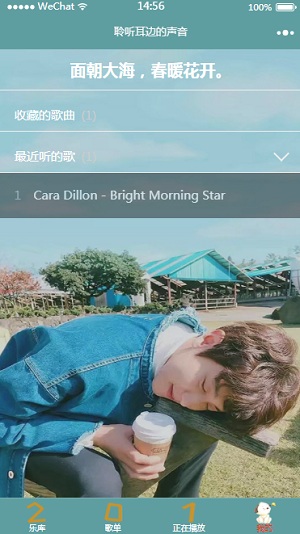 WeChat 14:56 100%
聆听耳边的声音
面朝大海，春暖花开。
收藏的歌曲 (1)
最近听的歌 (1)
1 Cara Dillon - Bright Morning Star
2 0 1
乐库 歌单 正在播放 我的